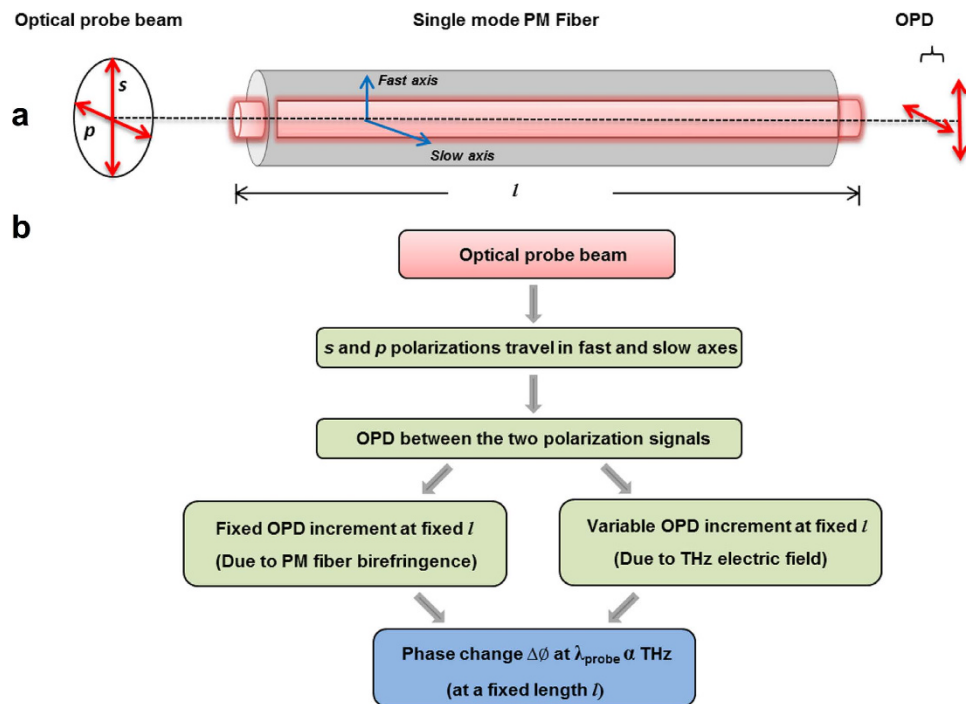 Optical probe beam
Single mode PM Fiber
OPD
a
s
p
Fast axis
Slow axis
l
b
Optical probe beam
s and p polarizations travel in fast and slow axes
OPD between the two polarization signals
Fixed OPD increment at fixed l
(Due to PM fiber birefringence)
Variable OPD increment at fixed l
(Due to THz electric field)
Phase change ΔØ at λprobe α THz
(at a fixed length l)